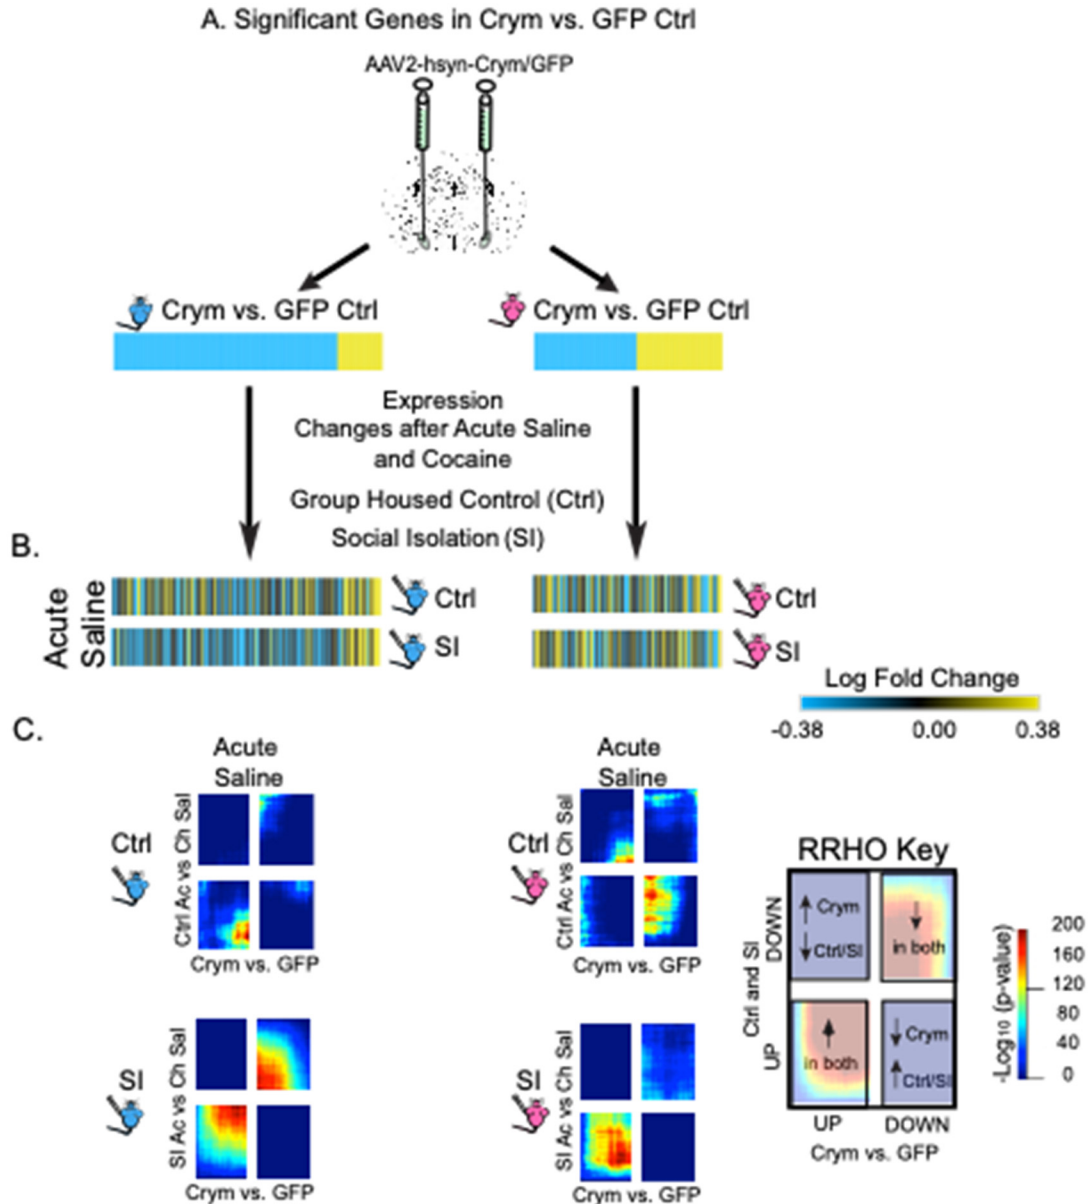 A. Significant Genes in Crym vs. GFP Ctrl
AAV2-hsyn-Crym/GFP
Crym vs. GFP Ctrl
Crym vs. GFP Ctrl
Expression
Changes after Acute Saline
and Cocaine
Group Housed Control (Ctrl)
Social Isolation (SI)
B.
Acute
Saline
Ctrl
SI
Ctrl
SI
Log Fold Change
-0.38
0.00
0.38
C.
Acute
Saline
Ctrl
Ctrl Ac vs Ch Sal
Crym vs. GFP
Acute
Saline
Ctrl
Ctrl Ac vs Ch Sal
Crym vs. GFP
SI
SI Ac vs Ch Sal
Crym vs. GFP
SI
SI Ac vs Ch Sal
Crym vs. GFP
RRHO Key
Ctrl and SI
UP
DOWN
↑ Crym
↓ Ctrl/SI
↓
in both
↑
in both
↓ Crym
↑ Ctrl/SI
UP
DOWN
Crym vs. GFP
-Log10 (p-value)
200
160
120
80
40
0